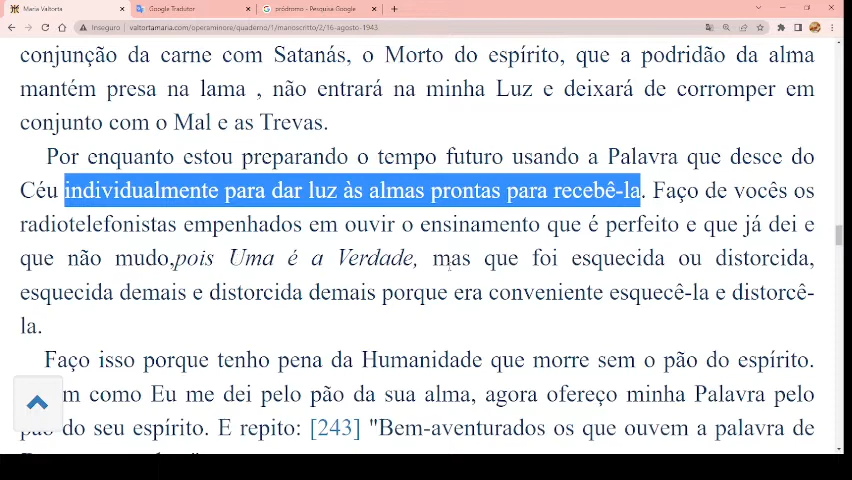 Maria Valtorta
Google Tradutor
pródromo - Pesquisa Google
Inseguro
valtortamaria.com/operaminore/quaderno/1/manoscritto/2/16-agosto-1943
conjunção da carne com Satanás, o Morto do espírito, que a podridão da alma
mantém presa na lama , não entrará na minha Luz e deixará de corromper em
conjunto com o Mal e as Trevas.
Por enquanto estou preparando o tempo futuro usando a Palavra que desce do
Céu individualmente para dar luz às almas prontas para recebê-la. Faço de vocês os
radiotelefonistas empenhados em ouvir o ensinamento que é perfeito e que já dei e
que não mudo,pois Uma é a Verdade, mas que foi esquecida ou distorcida,
esquecida demais e distorcida demais porque era conveniente esquecê-la e distorcê-
la.
Faço isso porque tenho pena da Humanidade que morre sem o pão do espírito.
m como Eu me dei pelo pão da sua alma, agora ofereço minha Palavra pelo
pão do seu espírito. E repito: [243] "Bem-aventurados os que ouvem a palavra de